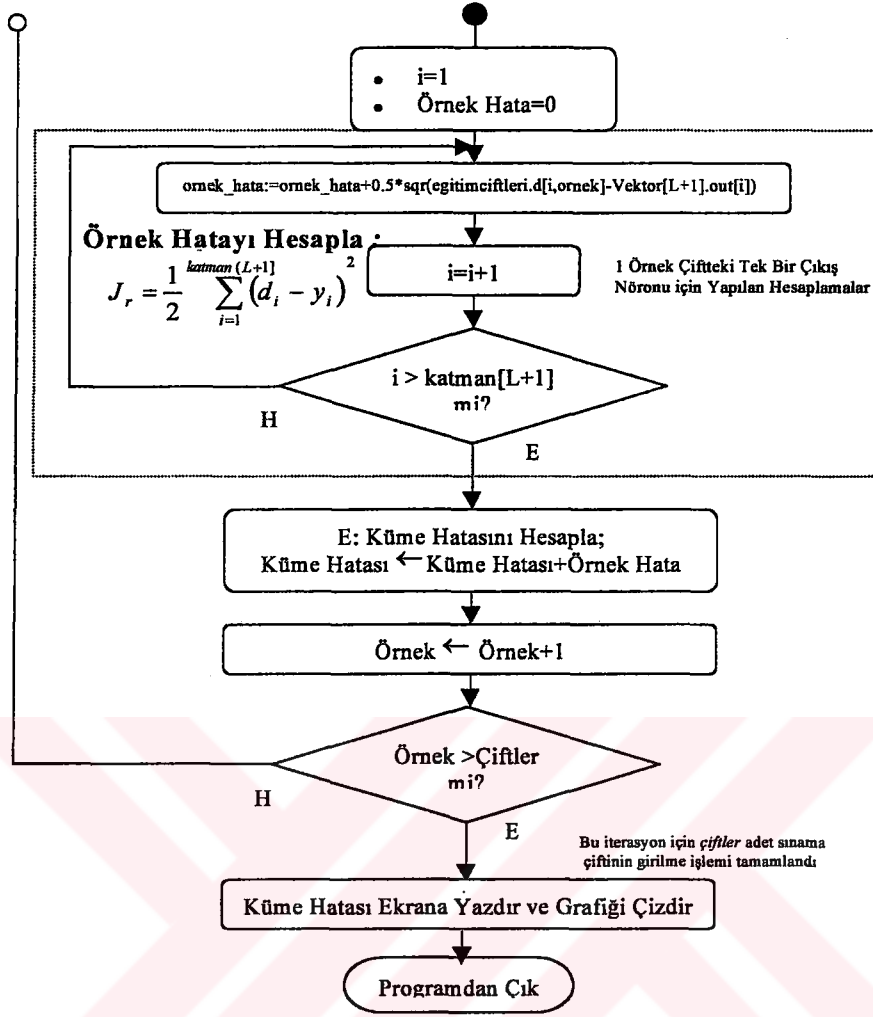 • i=1
• Örnek Hata=0
ornek_hata:=ornek_hata+0.5*sqr(egitimciftleri.d[i,ornek]-Vektor[L+1].out[i])
Örnek Hatayı Hesapla :
J_r = 1/2 ∑_{i=1}^{katman(L+1]} (d_i − y_i)^2
i=i+1
1 Örnek Çiftteki Tek Bir Çıkış
Nöronu için Yapılan Hesaplamalar
i > katman[L+1]
mi?
H
E
E: Küme Hatasını Hesapla;
Küme Hatası ← Küme Hatası+Örnek Hata
Örnek ← Örnek+1
Örnek >Çiftler
mi?
H
E
Bu iterasyon için çiftler adet sınama
çiftinin girilme işlemi tamamlandı
Küme Hatası Ekrana Yazdır ve Grafiği Çizdir
Programdan Çık